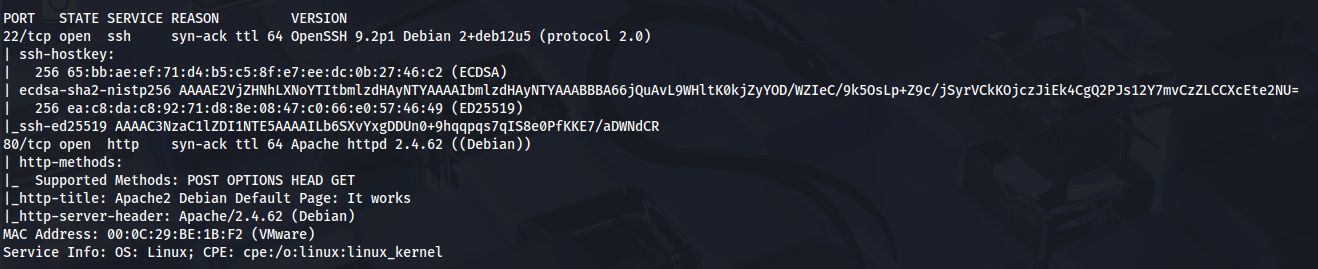 PORT   STATE SERVICE REASON         VERSION
22/tcp open  ssh     syn-ack ttl 64 OpenSSH 9.2p1 Debian 2+deb12u5 (protocol 2.0)
| ssh-hostkey:
|   256 65:bb:ae:ef:71:d4:b5:c5:8f:e7:ee:dc:0b:27:46:c2 (ECDSA)
| ecdsa-sha2-nistp256 AAAAE2VjZHNhLXNoYTItbmlzdHAyNTYAAAAIbmlzdHAyNTYAAABBBA66jQuAvL9WHltK0kjZyYOD/WZIeC/9k5OsLp+Z9c/jSyrVCkKOjczJiEk4CgQ2PJs12Y7mvCzZLCCXcEte2NU=
|   256 ea:c8:da:c8:92:71:d8:8e:08:47:c0:66:e0:57:46:49 (ED25519)
|_ssh-ed25519 AAAAC3NzaC1lZDI1NTE5AAAAILb6SXvYxgDDUn0+9hqqpqs7qIS8e0PfKKE7/aDWNdCR
80/tcp open  http    syn-ack ttl 64 Apache httpd 2.4.62 ((Debian))
| http-methods:
|_  Supported Methods: POST OPTIONS HEAD GET
|_http-title: Apache2 Debian Default Page: It works
|_http-server-header: Apache/2.4.62 (Debian)
MAC Address: 00:0C:29:BE:1B:F2 (VMware)
Service Info: OS: Linux; CPE: cpe:/o:linux:linux_kernel